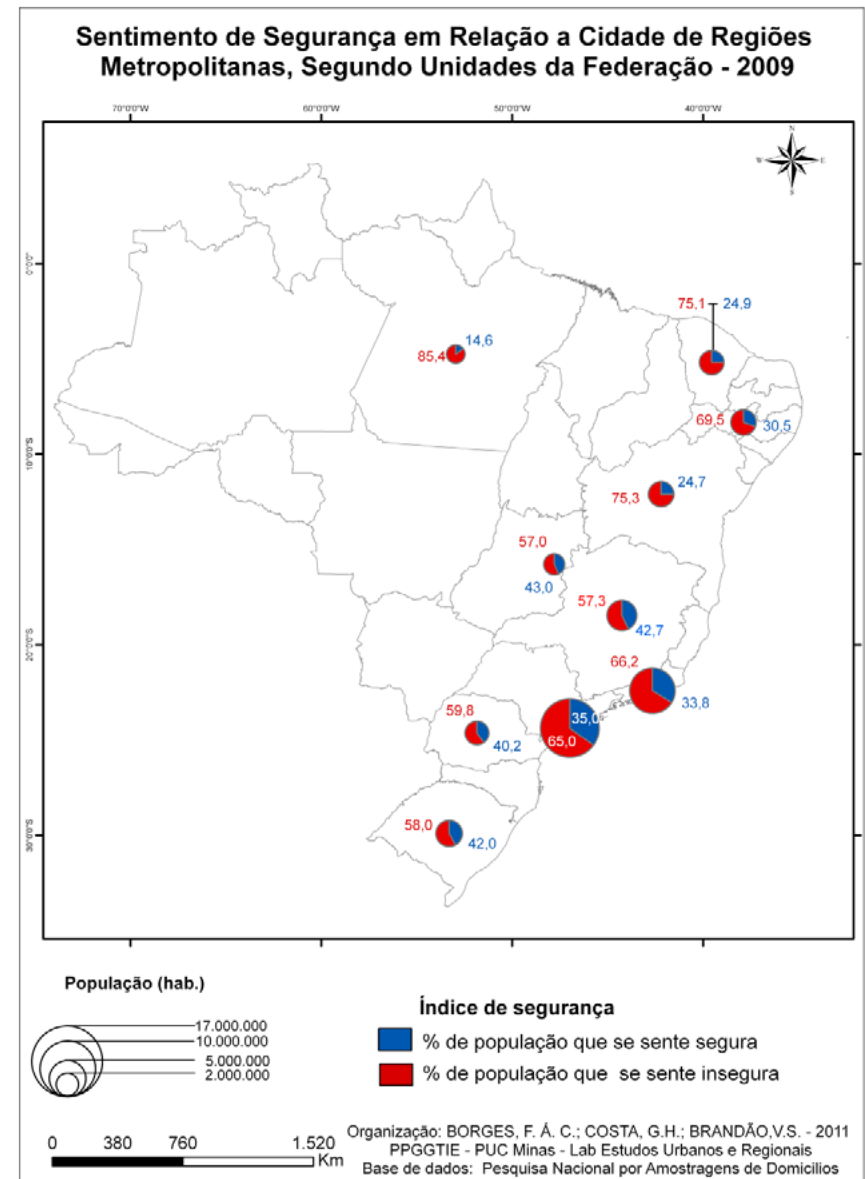 Sentimento de Segurança em Relação a Cidade de Regiões
Metropolitanas, Segundo Unidades da Federação - 2009
70°0'0"W 60°0'0"W 50°0'0"W 40°0'0"W
N
W E
S
0°0'0"
75,1 24,9
14,6
85,4
69,5
30,5
10°0'0"S
24,7
75,3
57,0
43,0
57,3
42,7
20°0'0"S
66,2
33,8
59,8
35,0
65,0
40,2
58,0
42,0
30°0'0"S
População (hab.)
17.000.000
10.000.000
5.000.000
2.000.000
Índice de segurança
% de população que se sente segura
% de população que se sente insegura
0 380 760 1.520
Km
Organização: BORGES, F. Á. C.; COSTA, G.H.; BRANDÃO,V.S. - 2011
PPGGTIE - PUC Minas - Lab Estudos Urbanos e Regionais
Base de dados: Pesquisa Nacional por Amostragens de Domicilios